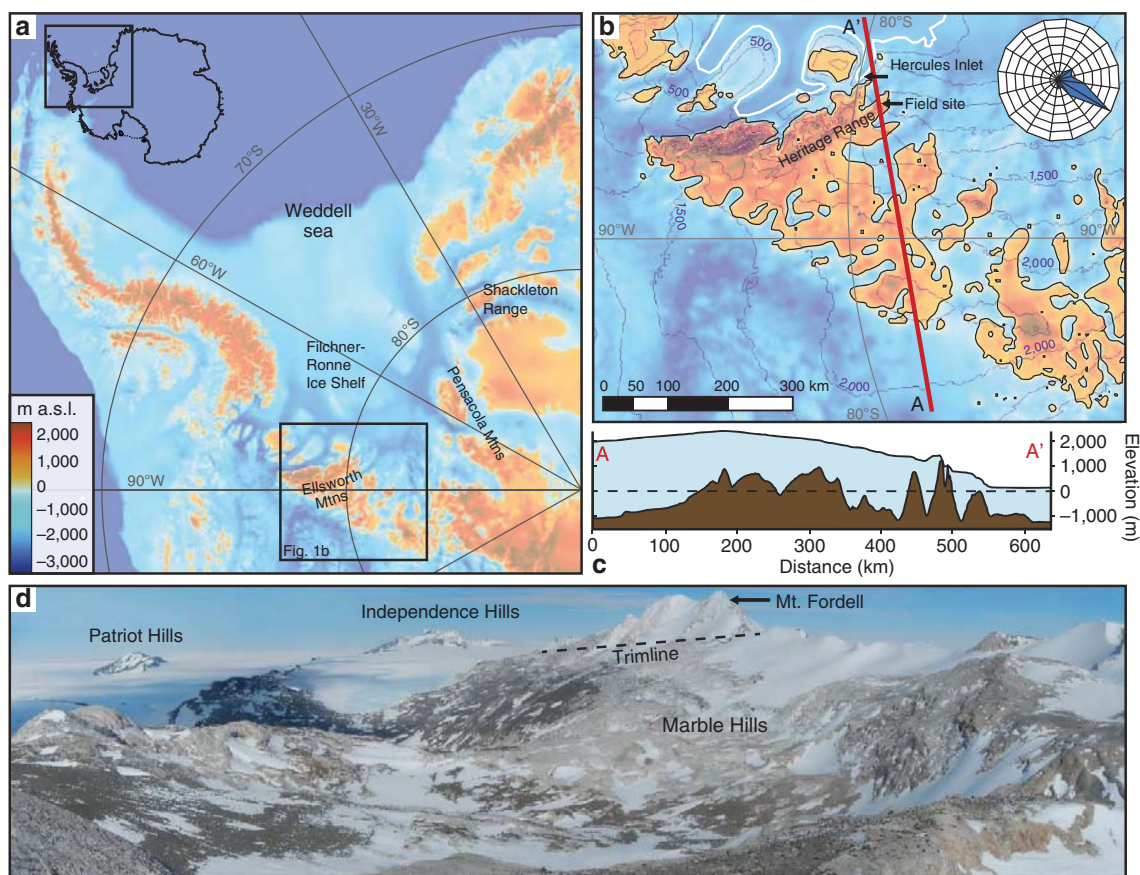 a
30°W
70°S
Weddell
sea
60°W
80°S
Shackleton
Range
Filchner-
Ronne
Ice Shelf
Pensacola Mtns
m a.s.l.
2,000
1,000
0
–1,000
–2,000
–3,000
90°W
Ellsworth
Mtns
Fig. 1b
b
A'
80°S
500
Hercules Inlet
500
Field site
Heritage Range
1,500
1500
90°W
90°W
2,000
2,000
2,000
0
50
100
200
300 km
A
80°S
A
A'
2,000
1,000
0
–1,000
Elevation (m)
0
100
200
300
400
500
600
c
Distance (km)
d
Mt. Fordell
Independence Hills
Patriot Hills
Trimline
Marble Hills